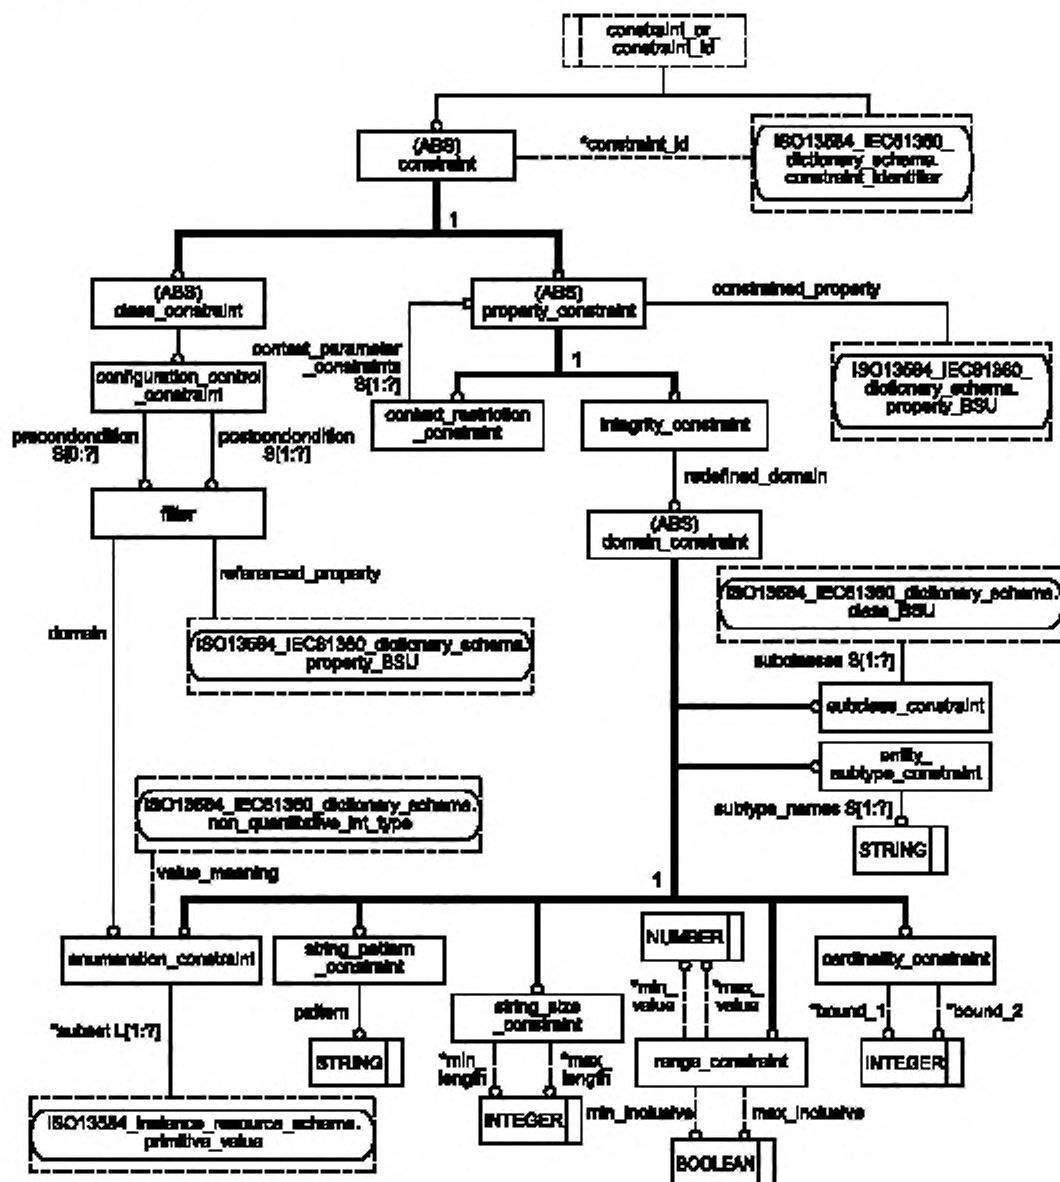 constraint_or_
constraint_id
(ABS)
constraint
*constraint_id
ISO13584_IEC61360_
dictionary_schema.
constraint_identifier
1
(ABS)
class_constraint
(ABS)
property_constraint
constrained_property
context_parameter
_constraints
S[1:?]
1
configuration_control
_constraint
ISO13584_IEC61360_
dictionary_schema.
property_BSU
context_restriction
_constraint
integrity_constraint
precondition
S[0:?]
postcondition
S[1:?]
redefined_domain
filter
(ABS)
domain_constraint
referenced_property
ISO13584_IEC61360_dictionary_schema.
class_BSU
domain
ISO13584_IEC61360_dictionary_schema.
property_BSU
subclasses S[1:?]
subclass_constraint
entity_
subtype_constraint
ISO13584_IEC61360_dictionary_schema.
non_quantitative_int_type
subtype_names S[1:?]
STRING
value_meaning
1
enumeration_constraint
string_pattern
_constraint
NUMBER
cardinality_constraint
*min_
value
*max_
value
string_size
_constraint
pattern
*subset L[1:?]
*bound_1
*bound_2
STRING
*min_
length
*max_
length
range_constraint
INTEGER
INTEGER
min_inclusive
max_inclusive
ISO13584_instance_resource_schema.
primitive_value
BOOLEAN